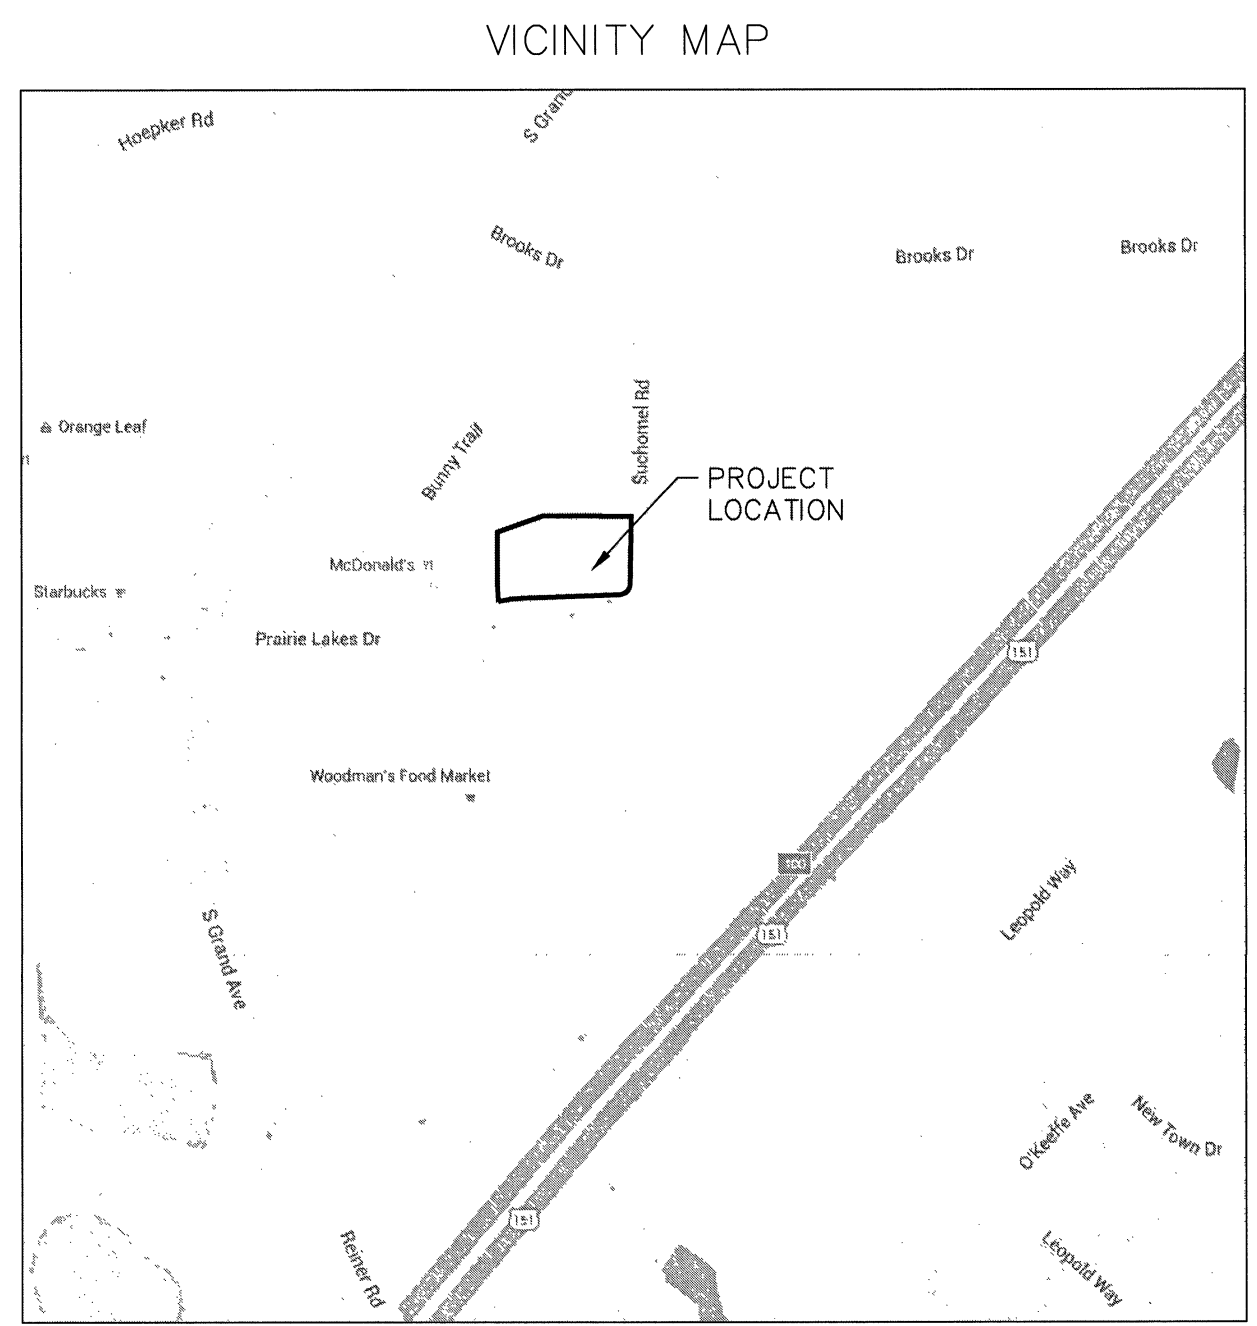 VICINITY MAP
Hoepker Rd
S Grand
Brooks Dr
Brooks Dr
Brooks Dr
Suchomel Rd
Orange Leaf
Bunny Trail
PROJECT
LOCATION
McDonald's
Starbucks
Prairie Lakes Dr
151
Woodman's Food Market
100
Leopold Way
151
S Grand Ave
O'Keeffe Ave
New Town Dr
151
Reiner Rd
Leopold Way